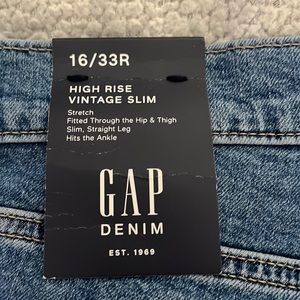 16/33R
HIGH RISE
VINTAGE SLIM
Stretch
Fitted Through the Hip & Thigh
Slim, Straight Leg
Hits the Ankle
GAP
DENIM
EST. 1969